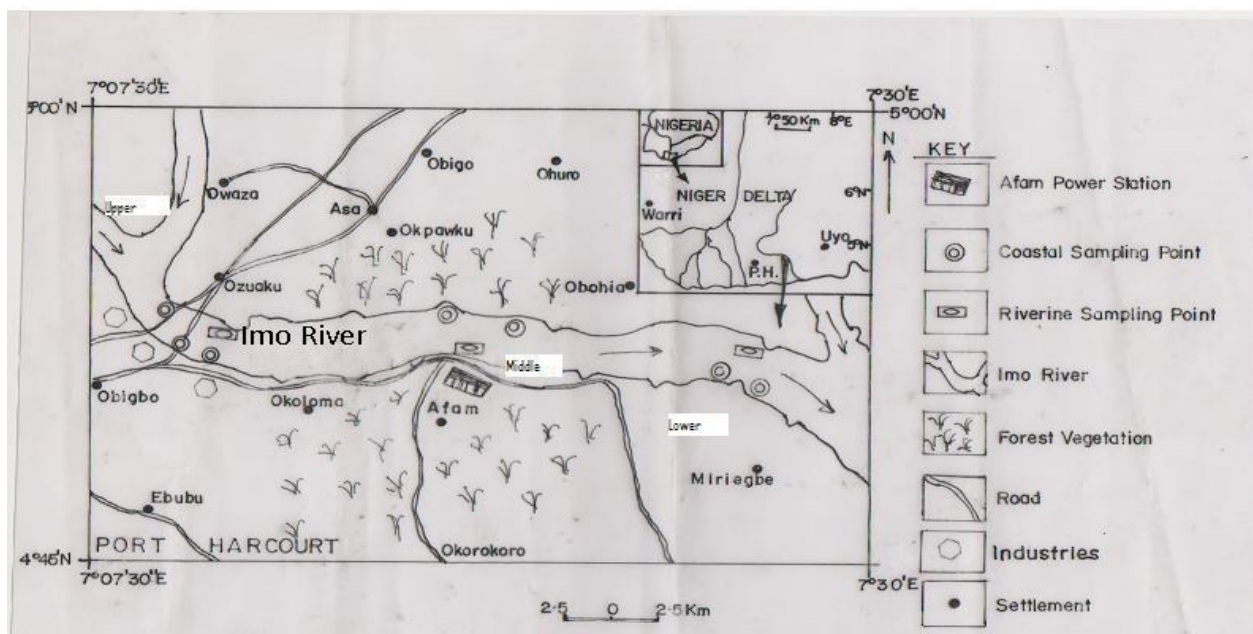 7°07'30"E
7°30'E
5°00'N
5°00'N
Upper
Owaza
Asa
Obigo
Ohuro
Okpawku
Ozuaku
Obohia
Imo River
Obigbo
Okoloma
Middle
Afam
Lower
Miriegbe
Ebubu
PORT HARCOURT
Okorokoro
4°45'N
7°07'30"E
7°30'E
2·5 0 2·5Km
NIGERIA
8°E
NIGER DELTA
6°N
Warri
Uyo
5°N
P.H.
N
KEY
Afam Power Station
Coastal Sampling Point
Riverine Sampling Point
Imo River
Forest Vegetation
Road
Industries
Settlement